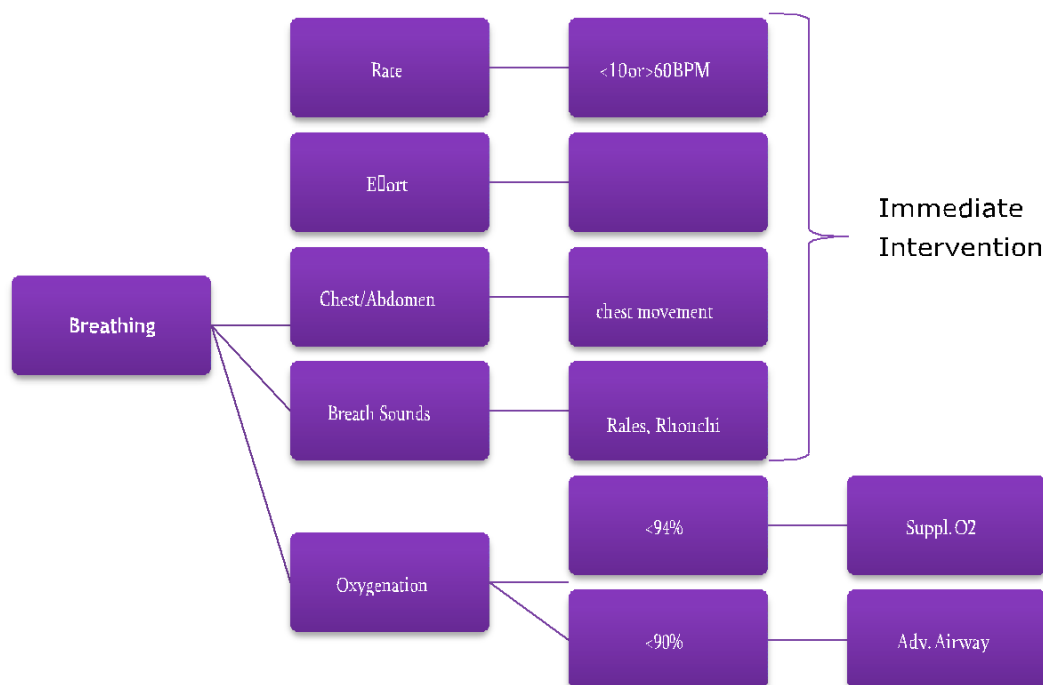 Rate
<10or>60BPM
E▯ort
Immediate
Intervention
Chest/Abdomen
chest movement
Breathing
Breath Sounds
Rales, Rhonchi
<94%
Suppl. O2
Oxygenation
<90%
Adv. Airway